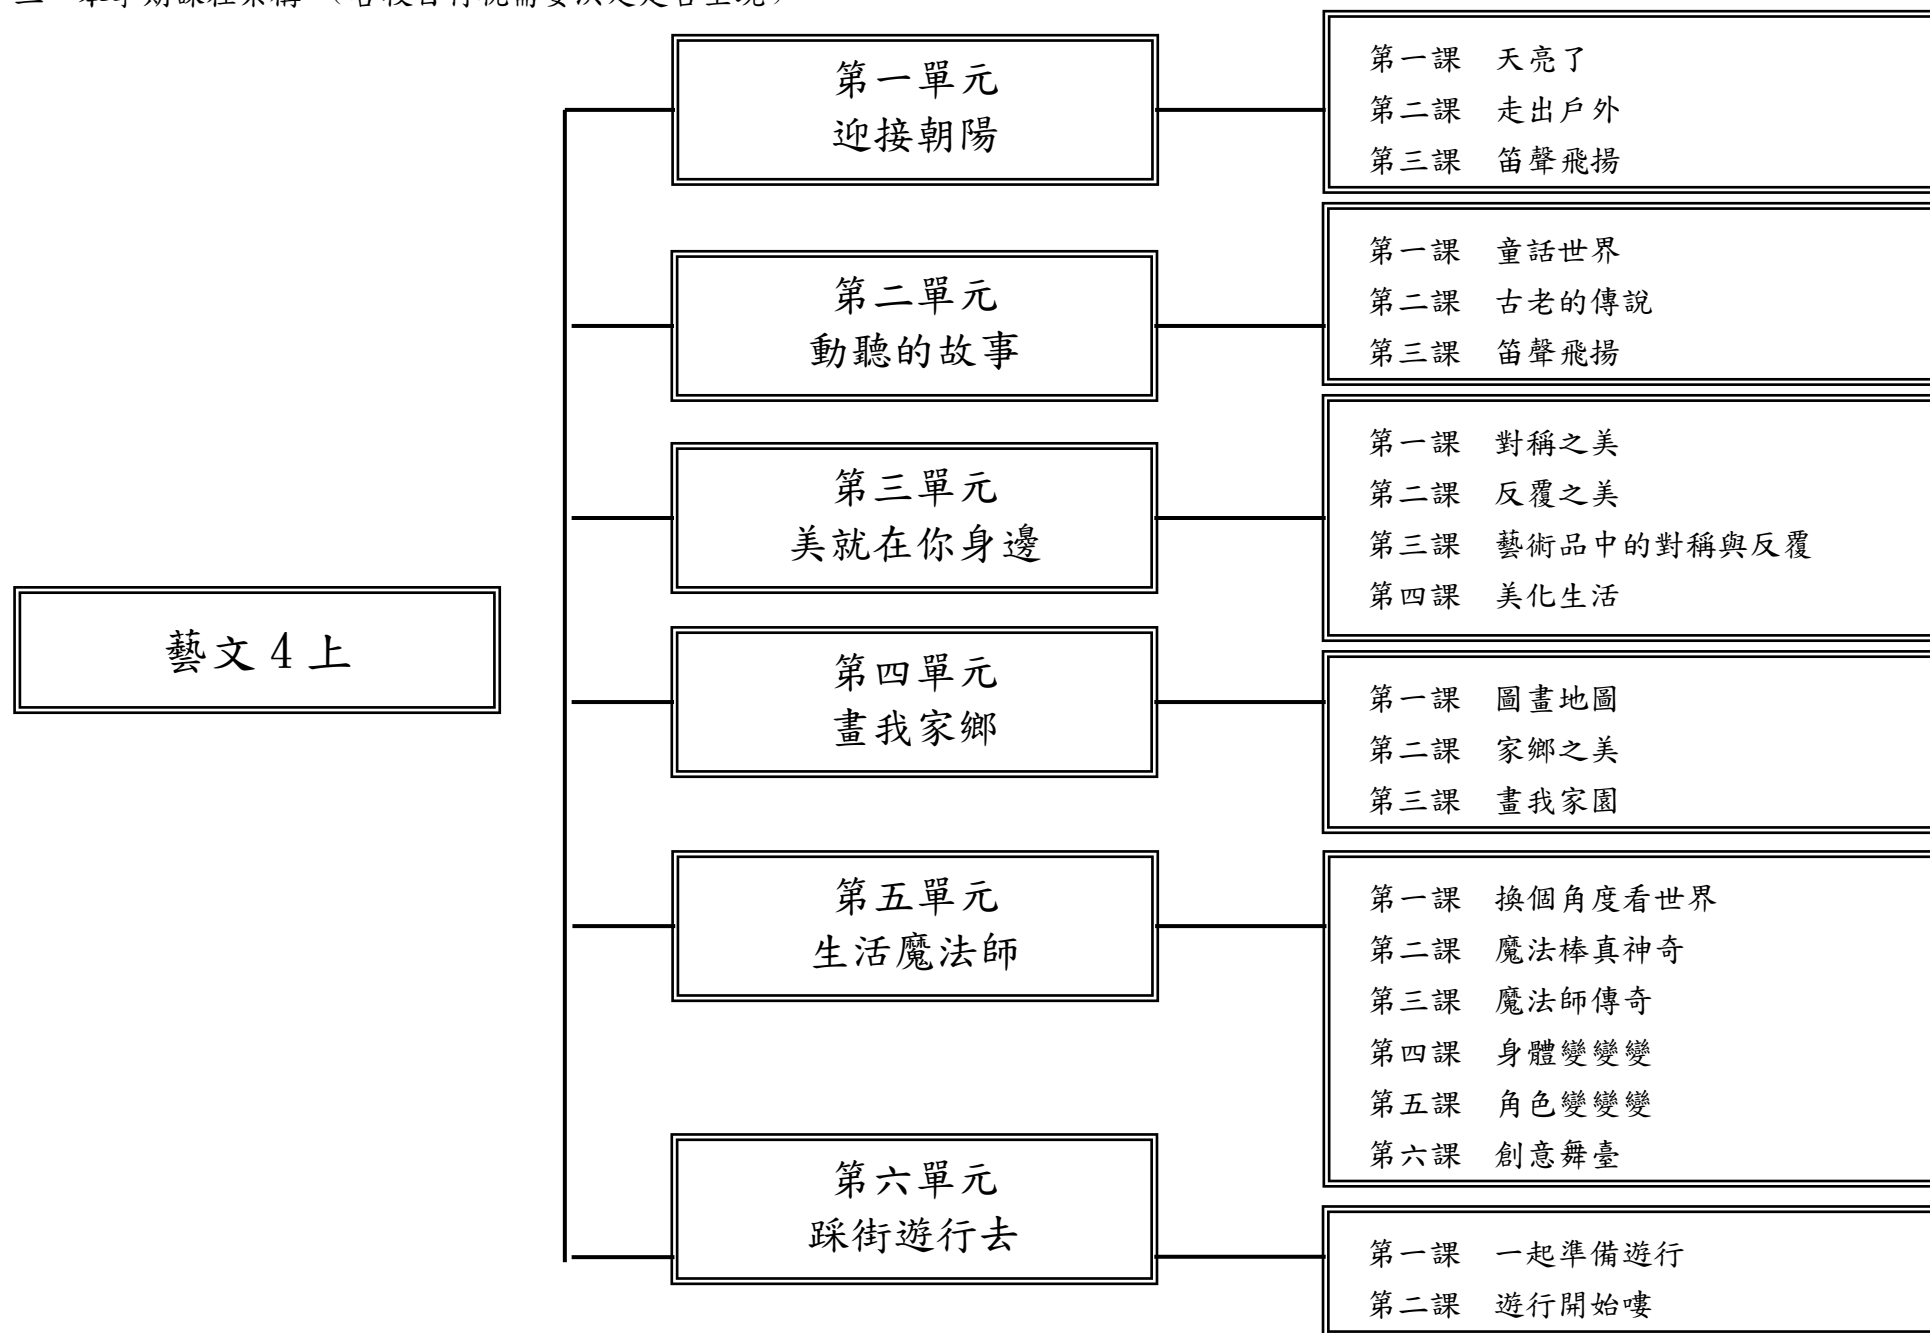 藝文 4 上
第一單元
迎接朝陽
第一課 天亮了
第二課 走出戶外
第三課 笛聲飛揚
第二單元
動聽的故事
第一課 童話世界
第二課 古老的傳說
第三課 笛聲飛揚
第三單元
美就在你身邊
第一課 對稱之美
第二課 反覆之美
第三課 藝術品中的對稱與反覆
第四課 美化生活
第四單元
畫我家鄉
第一課 圖畫地圖
第二課 家鄉之美
第三課 畫我家園
第五單元
生活魔法師
第一課 換個角度看世界
第二課 魔法棒真神奇
第三課 魔法師傳奇
第四課 身體變變變
第五課 角色變變變
第六課 創意舞臺
第六單元
踩街遊行去
第一課 一起準備遊行
第二課 遊行開始嘍